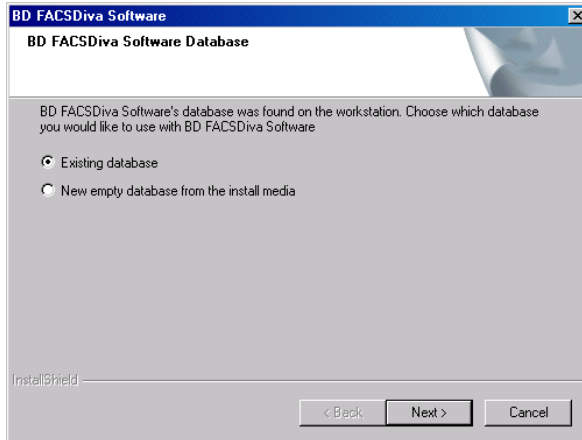 BD FACSDiva Software
BD FACSDiva Software Database
BD FACSDiva Software's database was found on the workstation. Choose which database
you would like to use with BD FACSDiva Software
Existing database
New empty database from the install media
InstallShield
< Back
Next >
Cancel